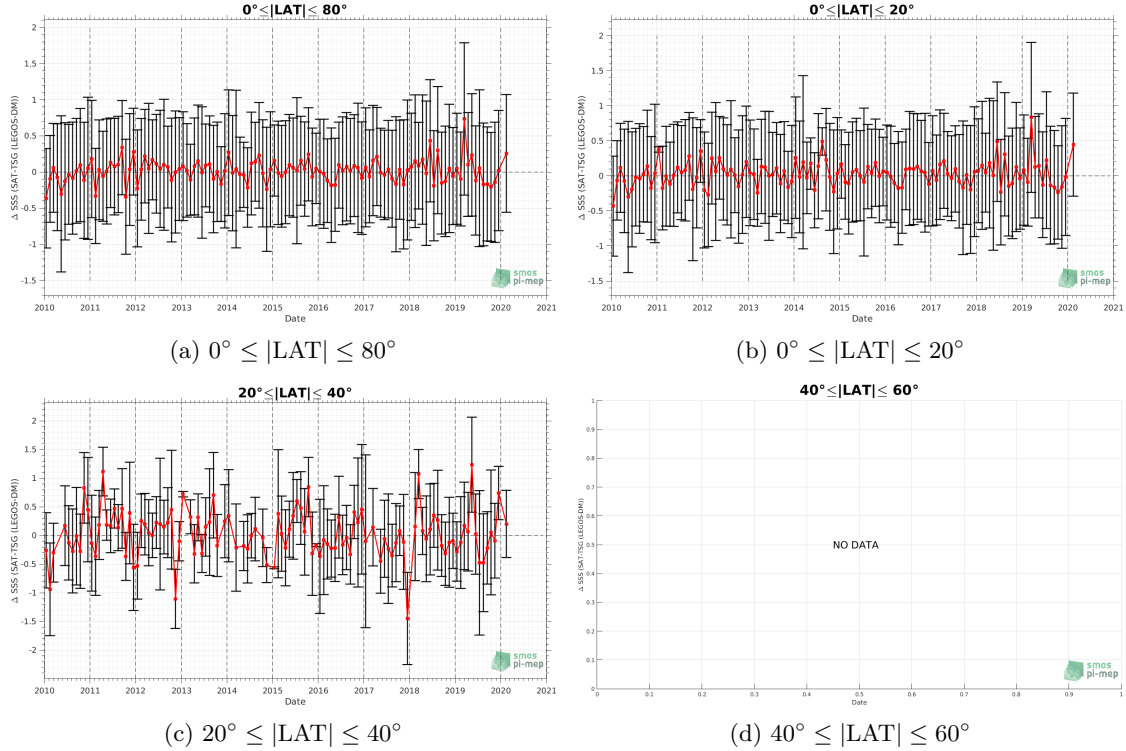 0°≤|LAT|≤ 80°
Δ SSS (SAT-TSG (LEGOS-DM))
1.5
1
0.5
0
-0.5
-1
-1.5
2010 2011 2012 2013 2014 2015 2016 2017 2018 2019 2020 2021
Date
smos
pi-mep
(a) 0° ≤ |LAT| ≤ 80°
0°≤|LAT|≤ 20°
Δ SSS (SAT-TSG (LEGOS-DM))
2
1.5
1
0.5
0
-0.5
-1
-1.5
2010 2011 2012 2013 2014 2015 2016 2017 2018 2019 2020 2021
Date
smos
pi-mep
(b) 0° ≤ |LAT| ≤ 20°
20°≤|LAT|≤ 40°
Δ SSS (SAT-TSG (LEGOS-DM))
2
1.5
1
0.5
0
-0.5
-1
-1.5
-2
2010 2011 2012 2013 2014 2015 2016 2017 2018 2019 2020 2021
Date
smos
pi-mep
(c) 20° ≤ |LAT| ≤ 40°
40°≤|LAT|≤ 60°
Δ SSS (SAT-TSG (LEGOS-DM))
1
0.9
0.8
0.7
0.6
0.5
0.4
0.3
0.2
0.1
0
NO DATA
0 0.1 0.2 0.3 0.4 0.5 0.6 0.7 0.8 0.9 1
Date
smos
pi-mep
(d) 40° ≤ |LAT| ≤ 60°